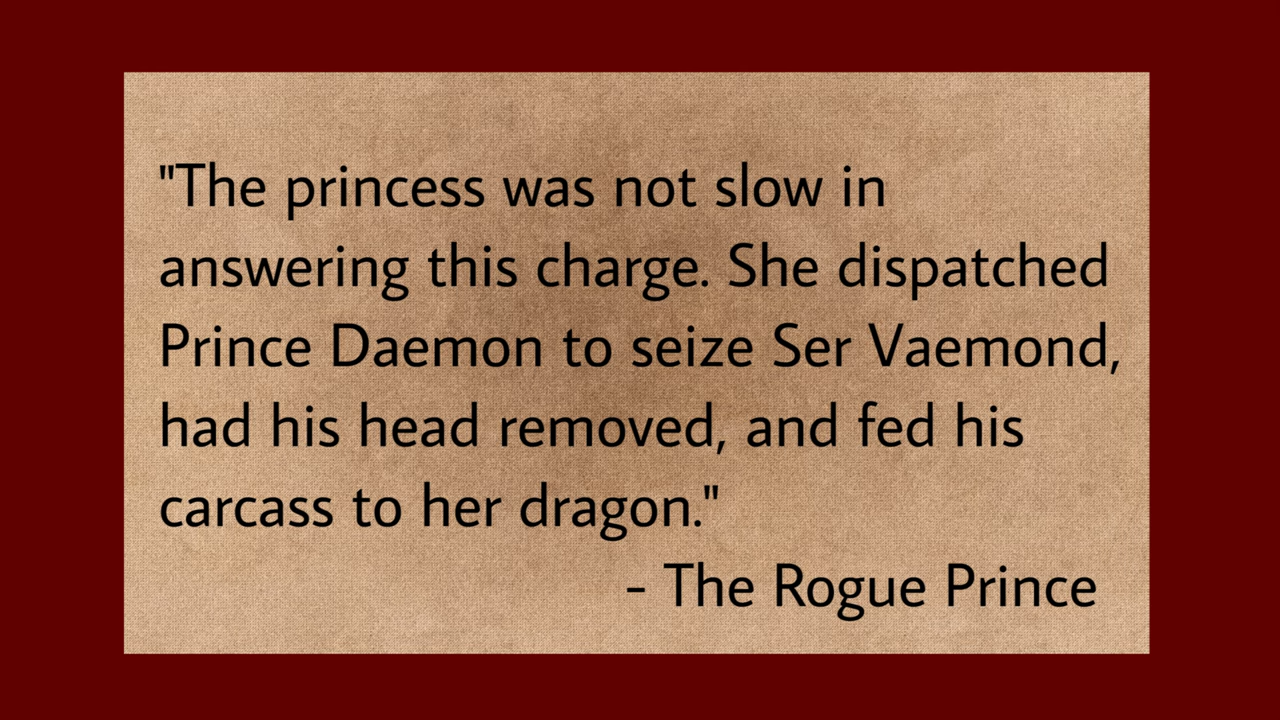 "The princess was not slow in
answering this charge. She dispatched
Prince Daemon to seize Ser Vaemond,
had his head removed, and fed his
carcass to her dragon."
- The Rogue Prince